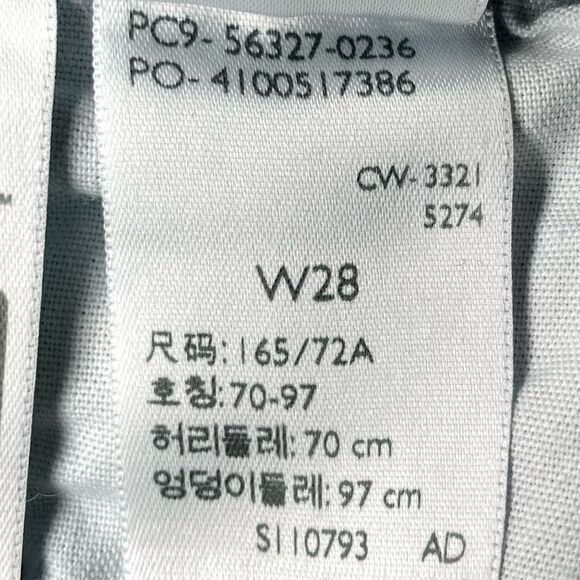 PC9- 56327-0236
PO- 4100517386
CW- 3321
5274
W28
尺码: 165/72A
호칭: 70-97
허리둘레: 70 cm
엉덩이둘레: 97 cm
S110793 AD